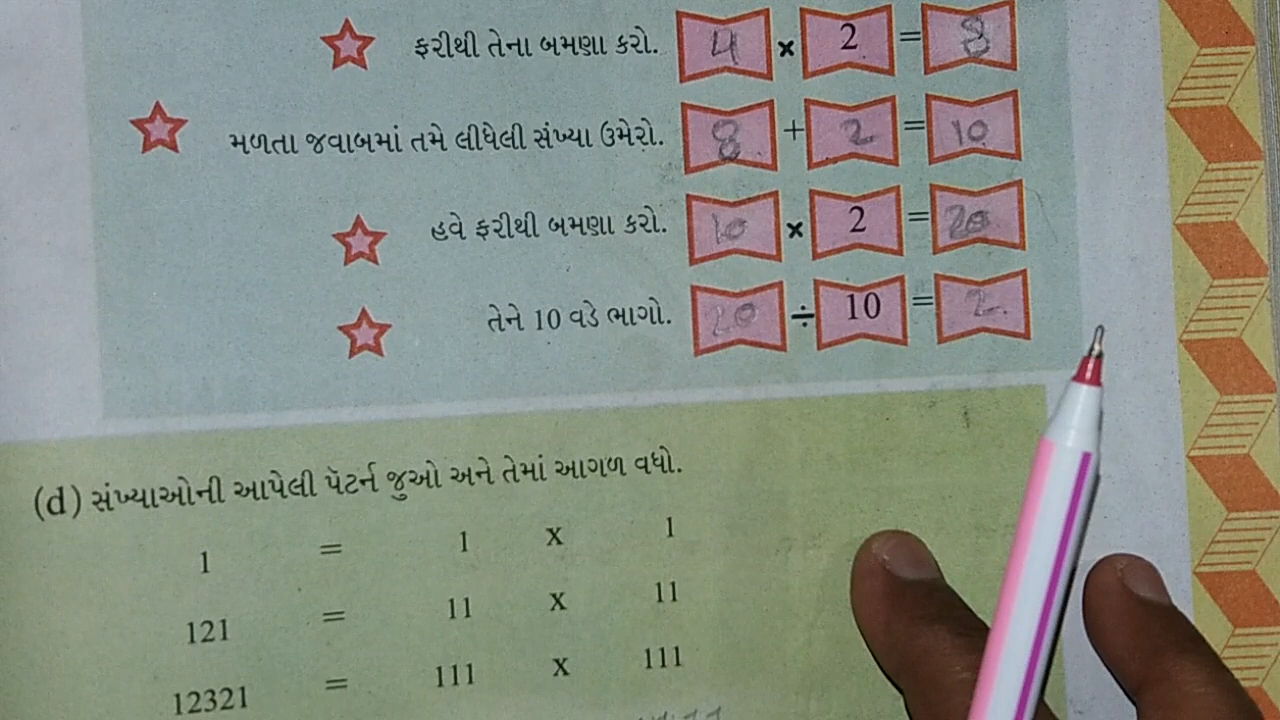 ફરીથી તેના બમણા કરો. 4 × 2 = 8
મળતા જવાબમાં તમે લીધેલી સંખ્યા ઉમેરો. 8 + 2 = 10
હવે ફરીથી બમણા કરો. 10 × 2 = 20
તેને 10 વડે ભાગો. 20 ÷ 10 = 2
(d) સંખ્યાઓની આપેલી પૅટર્ન જુઓ અને તેમાં આગળ વધો.
1 = 1 x 1
121 = 11 x 11
12321 = 111 x 111